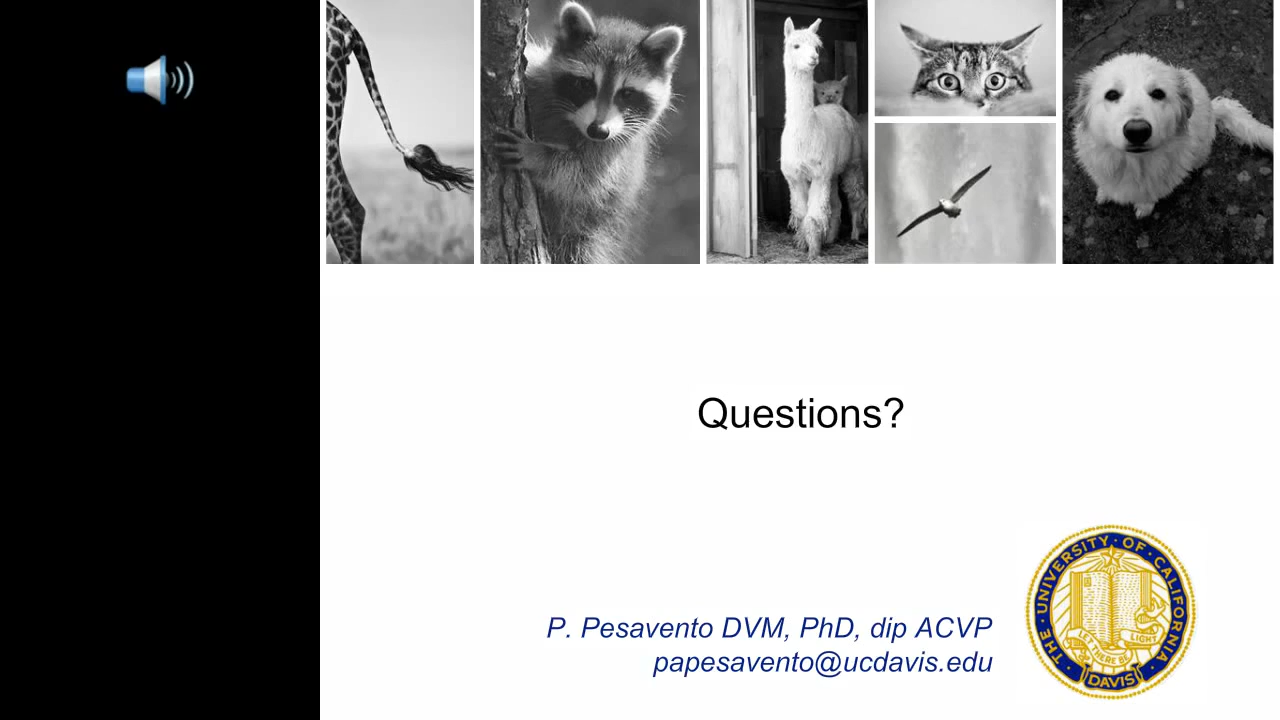 Questions?
P. Pesavento DVM, PhD, dip ACVP
papesavento@ucdavis.edu
THE · UNIVERSITY · OF · CALIFORNIA
LET THERE BE LIGHT
· DAVIS ·